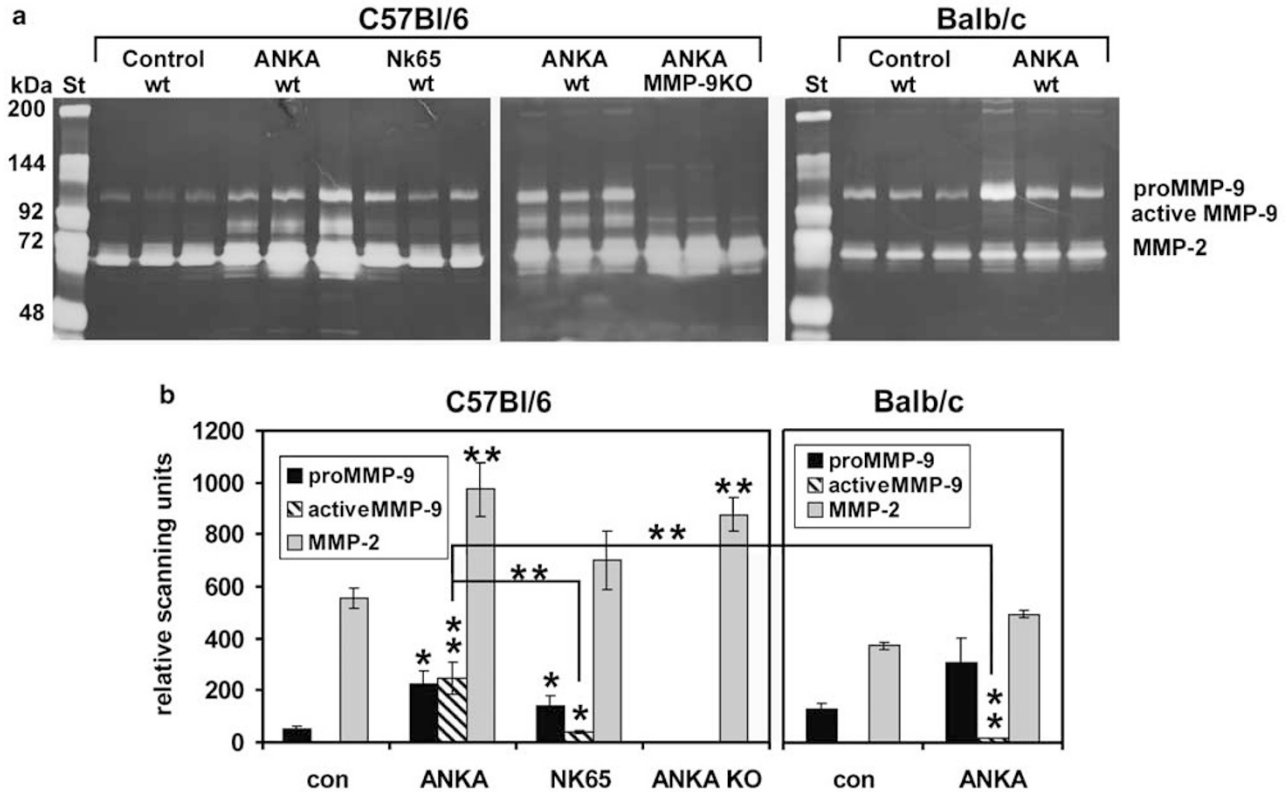 a
C57Bl/6
Balb/c
Control
ANKA
Nk65
ANKA
ANKA
Control
ANKA
kDa
St
wt
wt
wt
wt
MMP-9KO
St
wt
wt
200
144
92
72
48
proMMP-9
active MMP-9
MMP-2
b
C57Bl/6
Balb/c
relative scanning units
1200
1000
800
600
400
200
0
proMMP-9
activeMMP-9
MMP-2
proMMP-9
activeMMP-9
MMP-2
**
**
**
**
*
**
*
*
**
con
ANKA
NK65
ANKA KO
con
ANKA